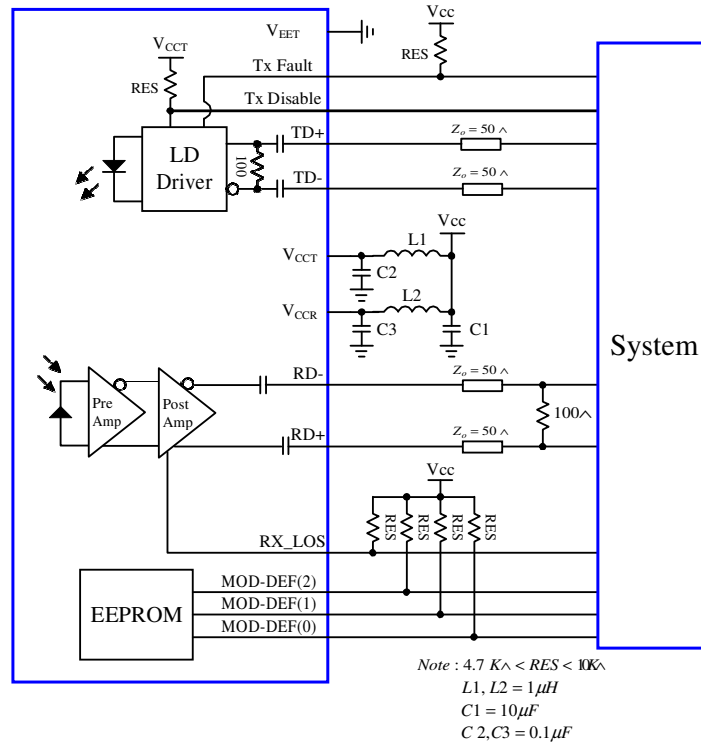 V_EET
Vcc
RES
V_CCT
RES
Tx Fault
Tx Disable
TD+
Z_o = 50 ∧
LD
Driver
100
TD-
Z_o = 50 ∧
Vcc
L1
V_CCT
C2
L2
V_CCR
C3
C1
System
RD-
Z_o = 50 ∧
Pre
Amp
Post
Amp
100∧
RD+
Z_o = 50 ∧
Vcc
RES
RES
RES
RES
RX_LOS
EEPROM
MOD-DEF(2)
MOD-DEF(1)
MOD-DEF(0)
Note : 4.7 K∧ < RES < 10K∧
L1, L2 = 1μH
C1 = 10μF
C 2,C3 = 0.1μF